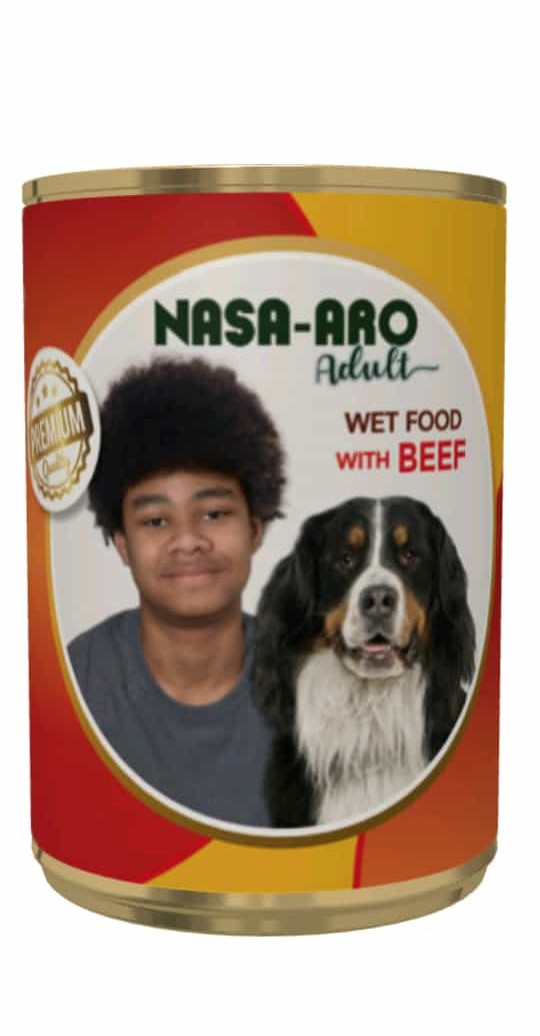 NASA-ARO
Adult
PREMIUM
Quality
WET FOOD
WITH BEEF